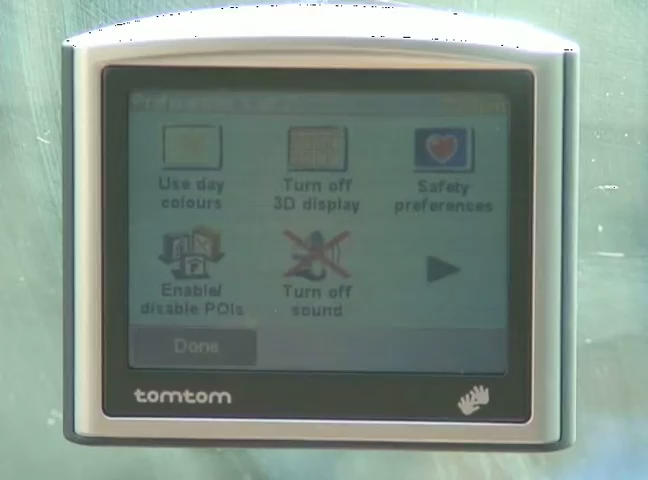 Use day
colours
Turn off
3D display
Safety
preferences
Enable/
disable POIs
Turn off
sound
Done
tomtom